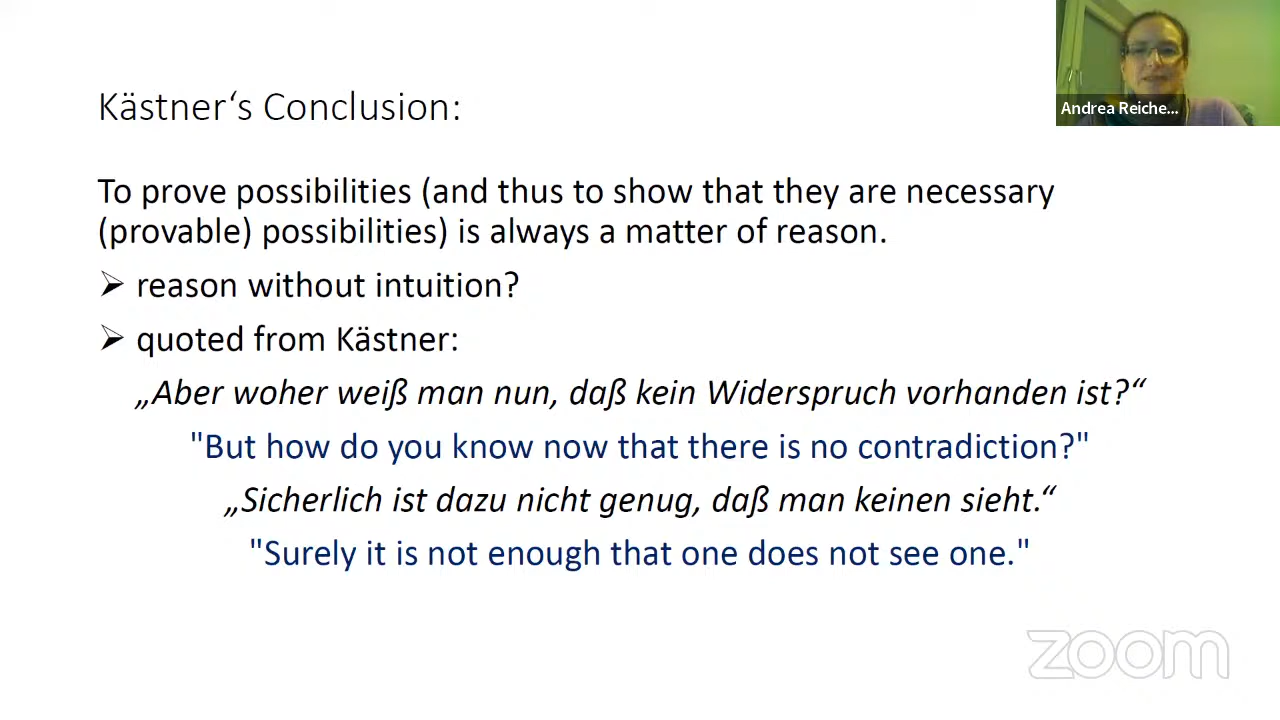 Kästner‘s Conclusion:
Andrea Reiche...
To prove possibilities (and thus to show that they are necessary
(provable) possibilities) is always a matter of reason.
➢ reason without intuition?
➢ quoted from Kästner:
„Aber woher weiß man nun, daß kein Widerspruch vorhanden ist?“
"But how do you know now that there is no contradiction?"
„Sicherlich ist dazu nicht genug, daß man keinen sieht.“
"Surely it is not enough that one does not see one."
zoom